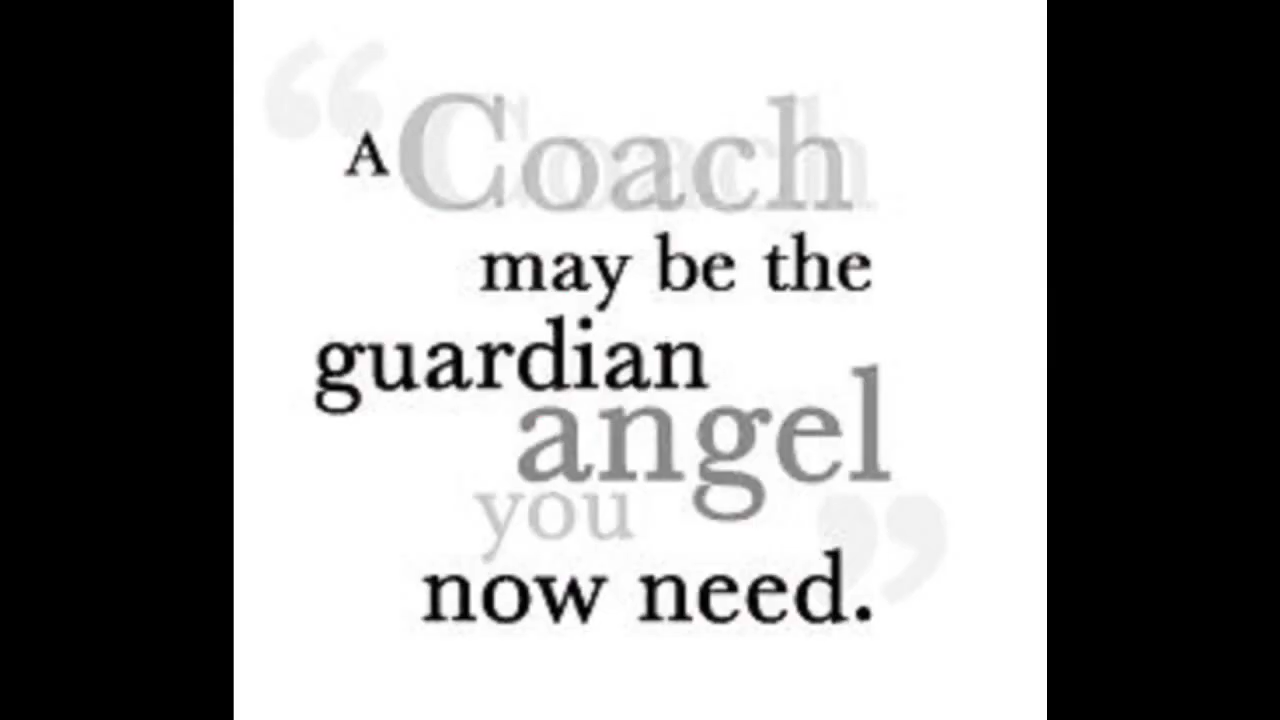 “A Coach
may be the
guardian
angel
you
now need.”